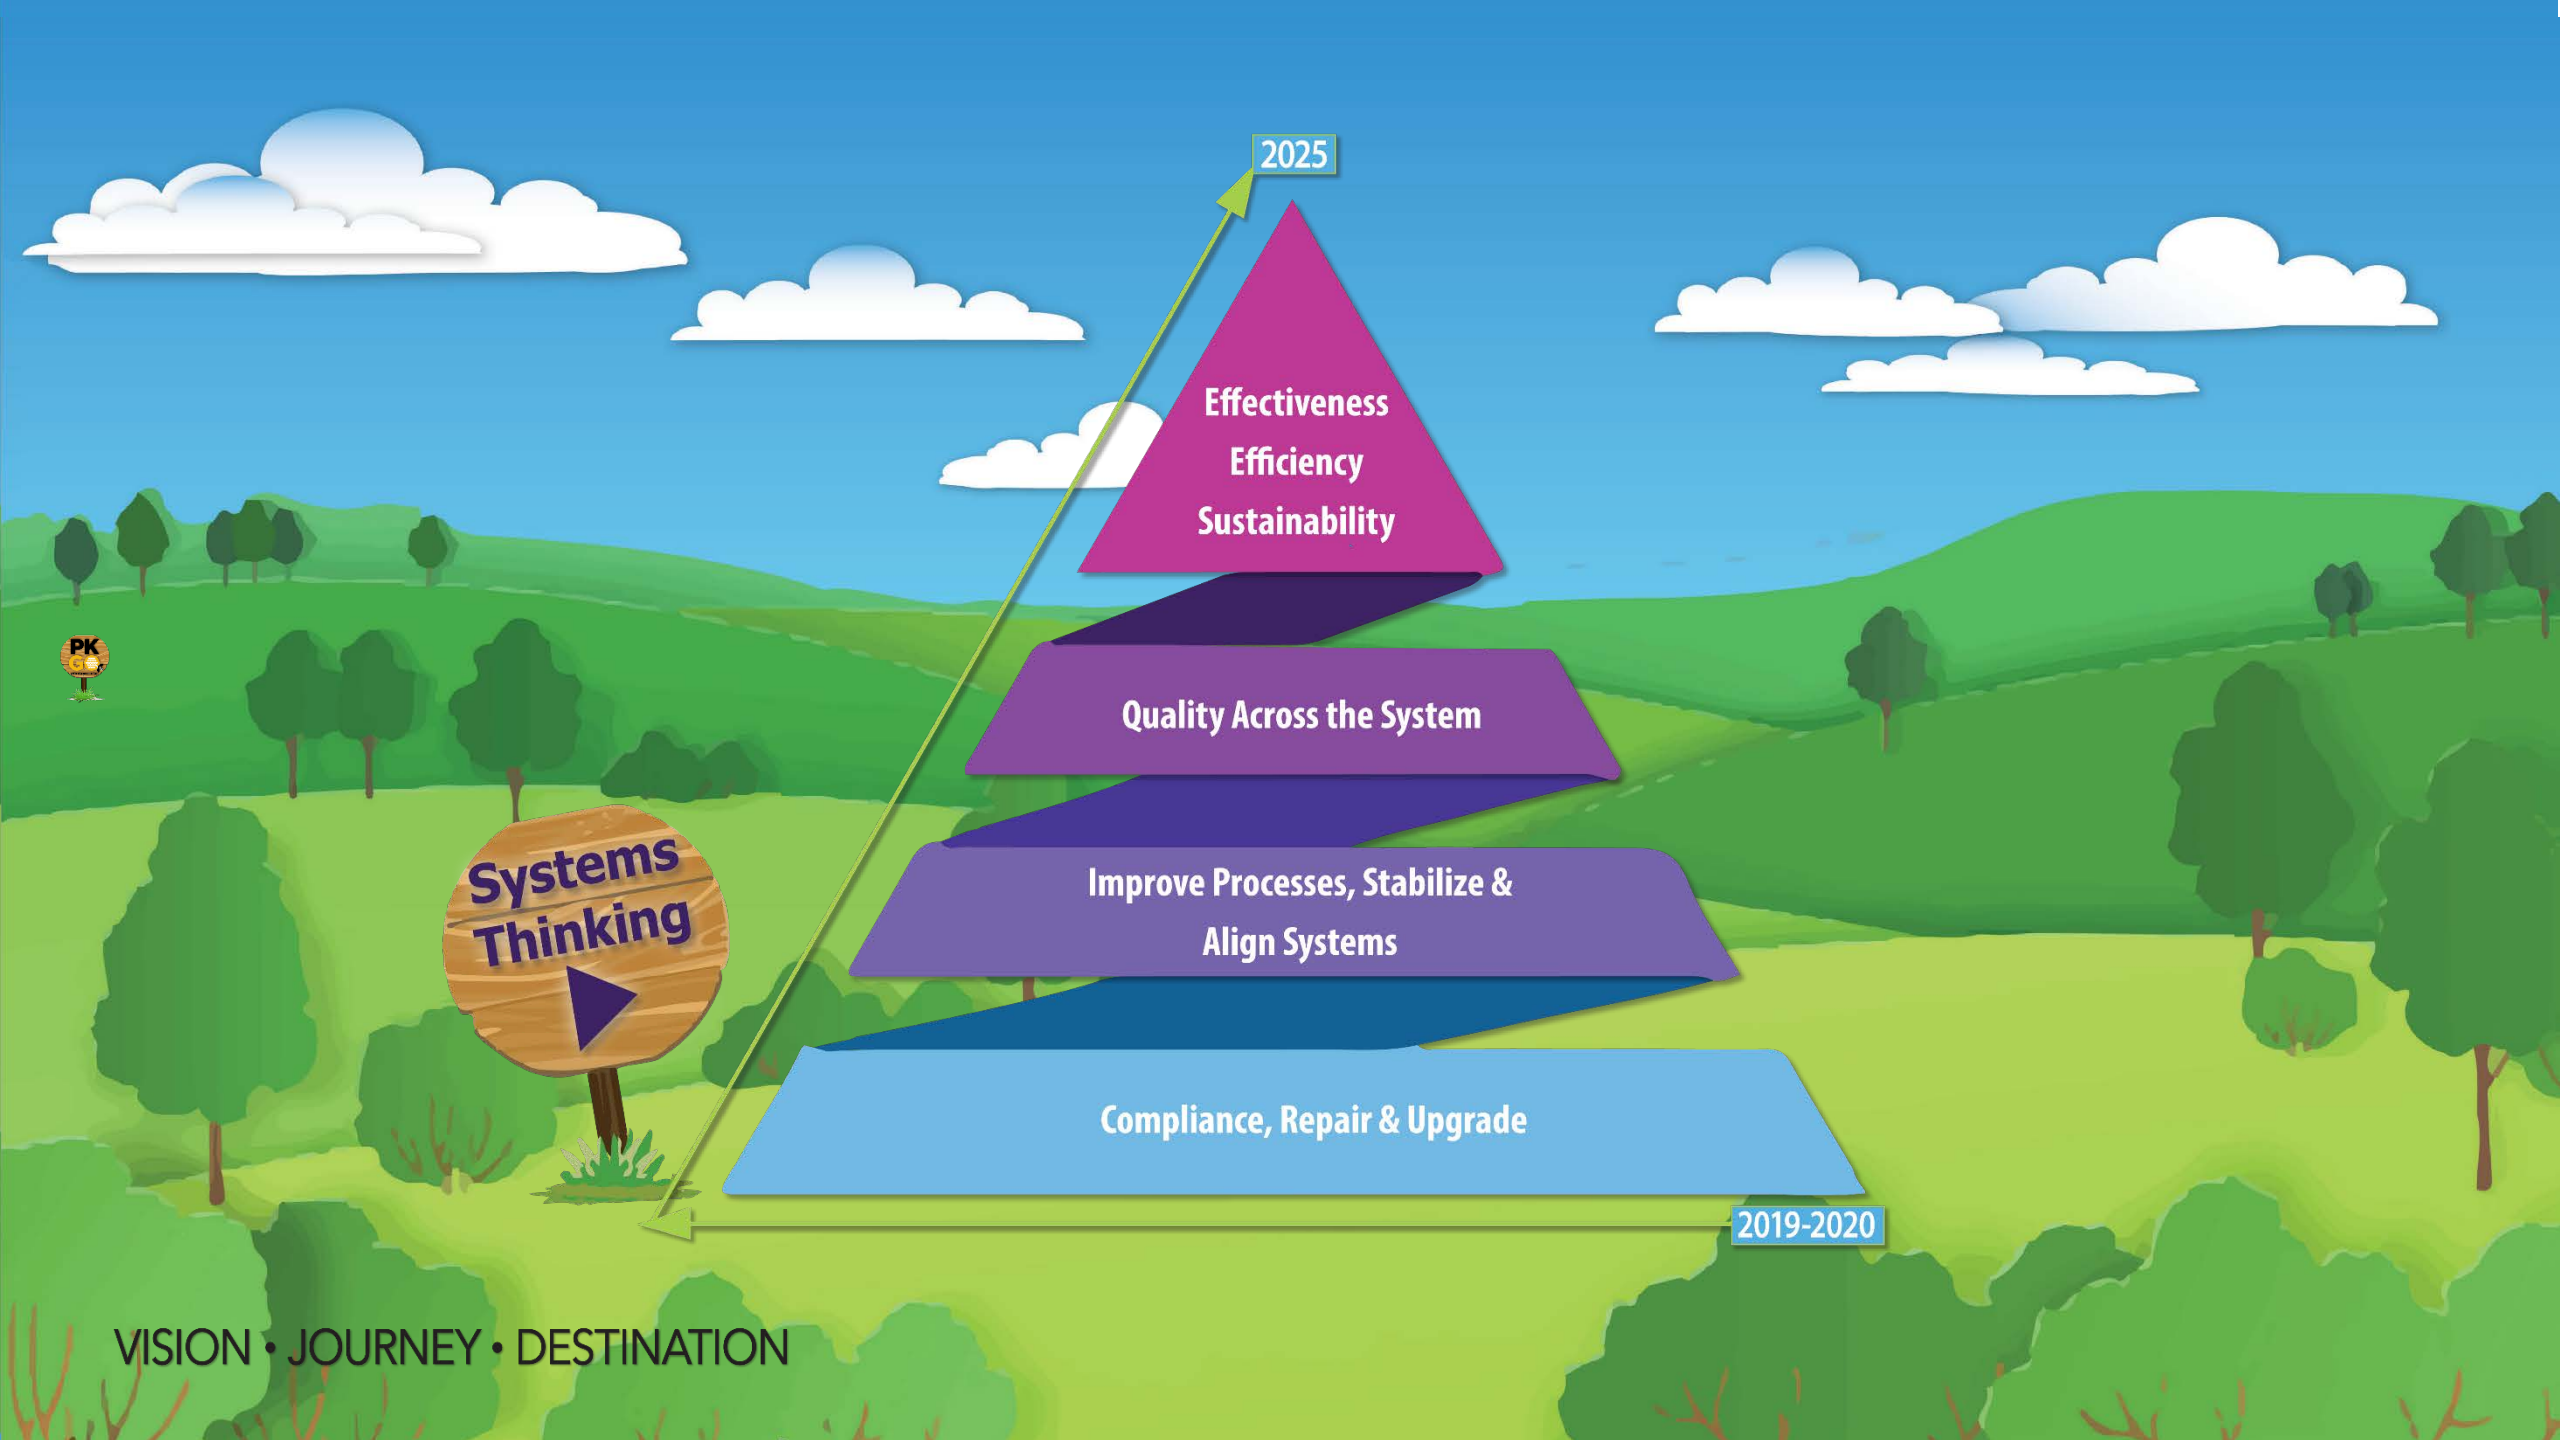 2025
Effectiveness
Efficiency
Sustainability
Quality Across the System
Improve Processes, Stabilize &
Align Systems
Compliance, Repair & Upgrade
2019-2020
Systems
Thinking
PK
GO
VISION • JOURNEY • DESTINATION